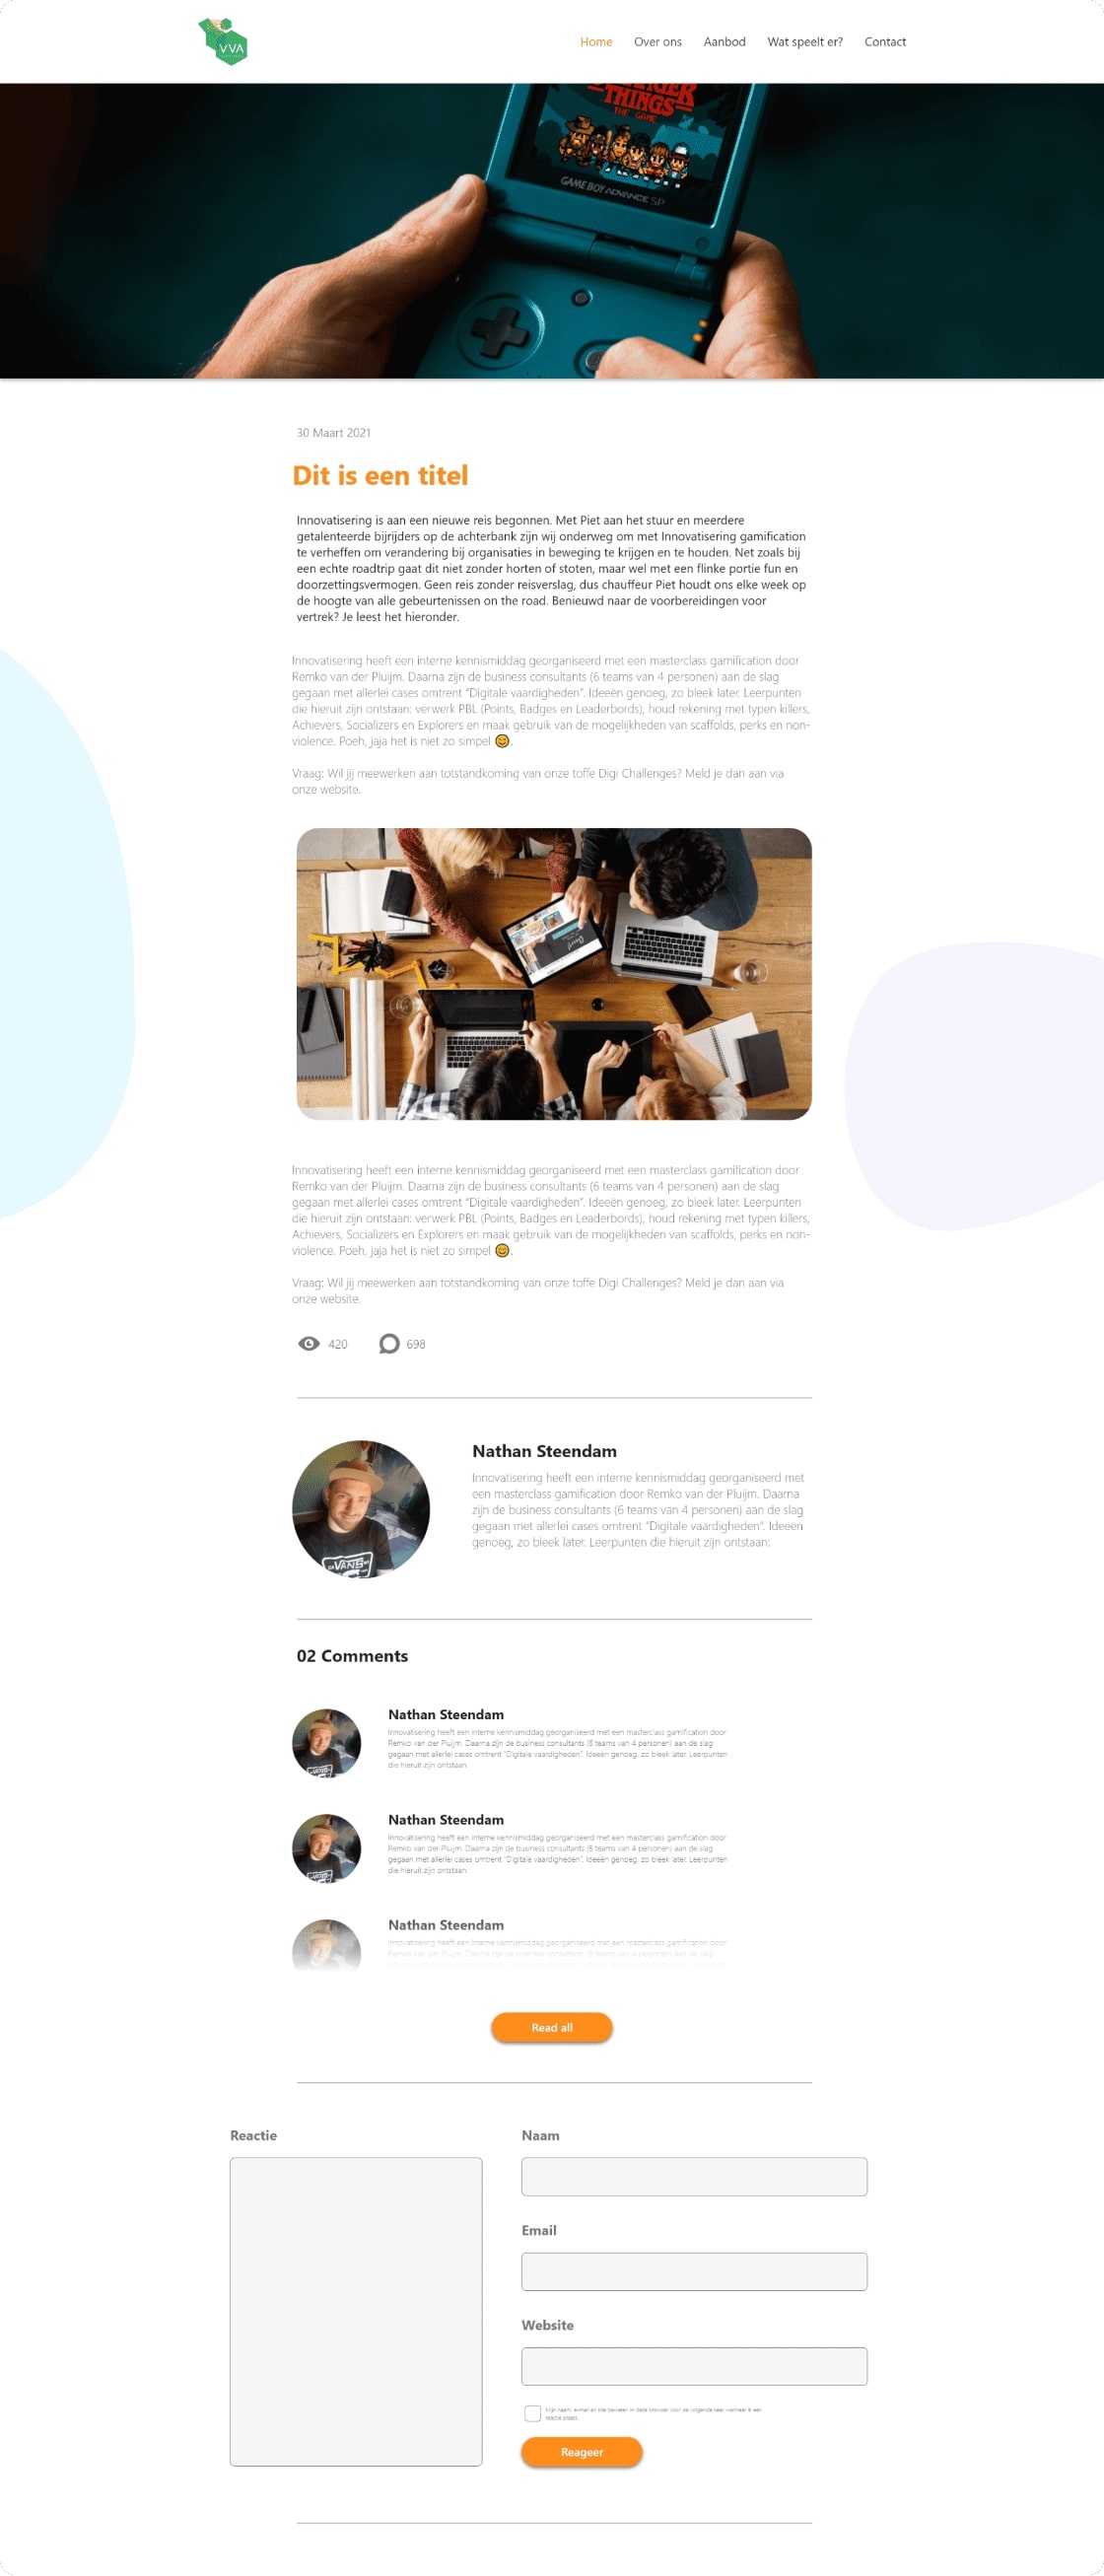 VVA
Home Over ons Aanbod Wat speelt er? Contact
STRANGER
THINGS
THE GAME
GAME BOY ADVANCE SP
30 Maart 2021
Dit is een titel
Innovatisering is aan een nieuwe reis begonnen. Met Piet aan het stuur en meerdere
getalenteerde bijrijders op de achterbank zijn wij onderweg om met Innovatisering gamification
te verheffen om verandering bij organisaties in beweging te krijgen en te houden. Net zoals bij
een echte roadtrip gaat dit niet zonder horten of stoten, maar wel met een flinke portie fun en
doorzettingsvermogen. Geen reis zonder reisverslag, dus chauffeur Piet houdt ons elke week op
de hoogte van alle gebeurtenissen on the road. Benieuwd naar de voorbereidingen voor
vertrek? Je leest het hieronder.
Innovatisering heeft een interne kennismiddag georganiseerd met een masterclass gamification door
Remko van der Pluijm. Daarna zijn de business consultants (6 teams van 4 personen) aan de slag
gegaan met allerlei cases omtrent “Digitale vaardigheden”. Ideeën genoeg, zo bleek later. Leerpunten
die hieruit zijn ontstaan: verwerk PBL (Points, Badges en Leaderbords), houd rekening met typen killers,
Achievers, Socializers en Explorers en maak gebruik van de mogelijkheden van scaffolds, perks en non-
violence. Poeh, jaja het is niet zo simpel 😊.
Vraag: Wil jij meewerken aan totstandkoming van onze toffe Digi Challenges? Meld je dan aan via
onze website.
Innovatisering heeft een interne kennismiddag georganiseerd met een masterclass gamification door
Remko van der Pluijm. Daarna zijn de business consultants (6 teams van 4 personen) aan de slag
gegaan met allerlei cases omtrent “Digitale vaardigheden”. Ideeën genoeg, zo bleek later. Leerpunten
die hieruit zijn ontstaan: verwerk PBL (Points, Badges en Leaderbords), houd rekening met typen killers,
Achievers, Socializers en Explorers en maak gebruik van de mogelijkheden van scaffolds, perks en non-
violence. Poeh, jaja het is niet zo simpel 😊.
Vraag: Wil jij meewerken aan totstandkoming van onze toffe Digi Challenges? Meld je dan aan via
onze website.
420 698
Nathan Steendam
Innovatisering heeft een interne kennismiddag georganiseerd met
een masterclass gamification door Remko van der Pluijm. Daarna
zijn de business consultants (6 teams van 4 personen) aan de slag
gegaan met allerlei cases omtrent “Digitale vaardigheden”. Ideeën
genoeg, zo bleek later. Leerpunten die hieruit zijn ontstaan:
VANS
02 Comments
Nathan Steendam
Innovatisering heeft een interne kennismiddag georganiseerd met een masterclass gamification door
Remko van der Pluijm. Daarna zijn de business consultants (6 teams van 4 personen) aan de slag
gegaan met allerlei cases omtrent “Digitale vaardigheden”. Ideeën genoeg, zo bleek later. Leerpunten
die hieruit zijn ontstaan:
Nathan Steendam
Innovatisering heeft een interne kennismiddag georganiseerd met een masterclass gamification door
Remko van der Pluijm. Daarna zijn de business consultants (6 teams van 4 personen) aan de slag
gegaan met allerlei cases omtrent “Digitale vaardigheden”. Ideeën genoeg, zo bleek later. Leerpunten
die hieruit zijn ontstaan:
Nathan Steendam
Innovatisering heeft een interne kennismiddag georganiseerd met een masterclass gamification door
Remko van der Pluijm. Daarna zijn de business consultants (6 teams van 4 personen) aan de slag
Read all
Reactie
Naam
Email
Website
Mijn naam, e-mail en site bewaren in deze browser voor de volgende keer wanneer ik een
reactie plaats.
Reageer